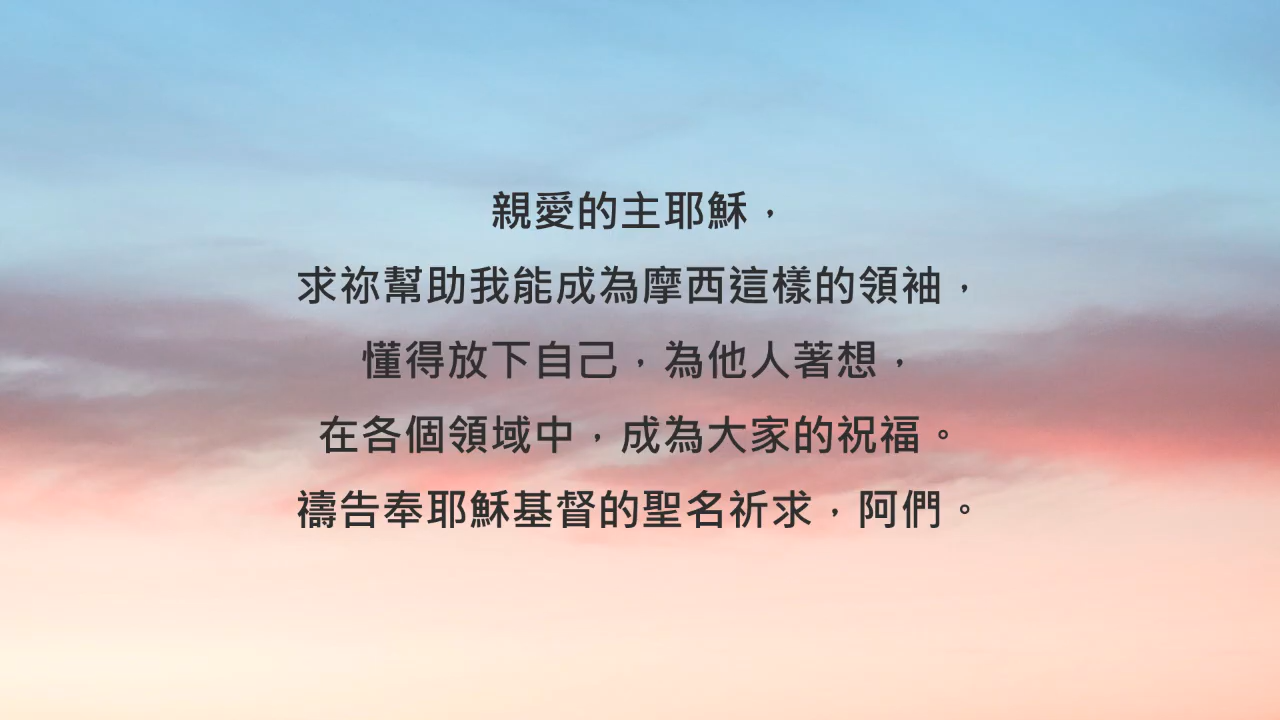 親愛的主耶穌，
求祢幫助我能成為摩西這樣的領袖，
懂得放下自己，為他人著想，
在各個領域中，成為大家的祝福。
禱告奉耶穌基督的聖名祈求，阿們。